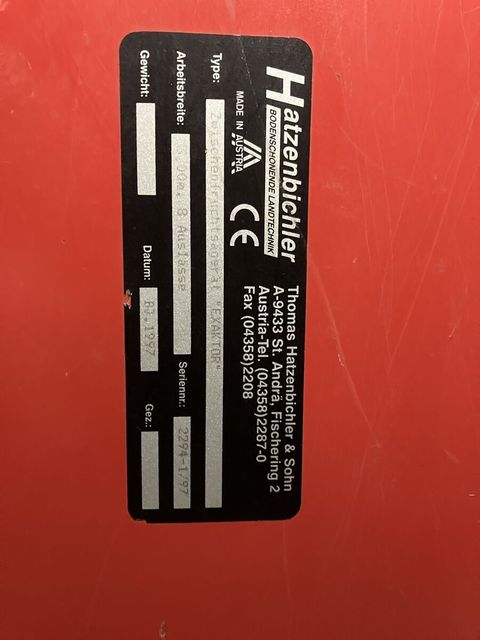 Hatzenbichler
BODENSCHONENDE LANDTECHNIK
MADE IN AUSTRIA
CE
Thomas Hatzenbichler & Sohn
A-9433 St. Andrä, Fischering 2
Austria-Tel. (04358)2287-0
Fax (04358)2208
Type: Zwischenfruchtsägerät "EXAKTOR"
Arbeitsbreite: 8 Auslässe Seriennr.: 2294-1/97
Gewicht: Datum: BJ.1997 Gez.: